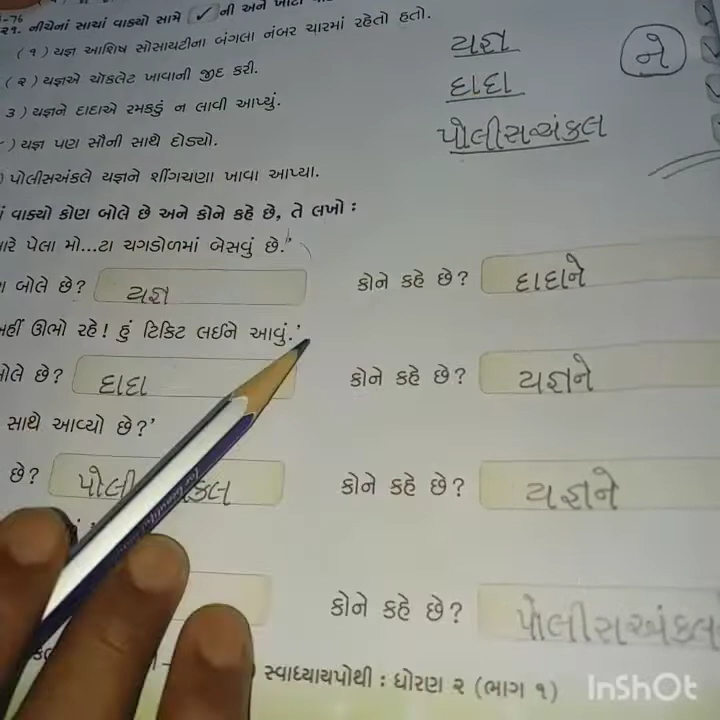 ૨૧. નીચેનાં સાચાં વાક્યો સામે ✓ ની અને ખોટા
(૧) યજ્ઞ આશિષ સોસાયટીના બંગલા નંબર ચારમાં રહેતો હતો.
(૨) યજ્ઞએ ચૉકલેટ ખાવાની જીદ કરી.
૩) યજ્ઞને દાદાએ રમકડું ન લાવી આપ્યું.
) યજ્ઞ પણ સૌની સાથે દોડ્યો.
) પોલીસઅંકલે યજ્ઞને શીંગચણા ખાવા આપ્યા.
યજ્ઞ
દાદા
પોલીસઅંકલ
ને
વાક્યો કોણ બોલે છે અને કોને કહે છે, તે લખો :
પેલા મો...ટા ચગડોળમાં બેસવું છે.'
બોલે છે? યજ્ઞ કોને કહે છે? દાદાને
ઊભો રહે! હું ટિકિટ લઈને આવું.'
છે? દાદા કોને કહે છે? યજ્ઞને
સાથે આવ્યો છે?'
છે? કોને કહે છે? યજ્ઞને
કોને કહે છે? પોલીસઅંકલ
સ્વાધ્યાયપોથી : ધોરણ ૨ (ભાગ ૧)
InShOt